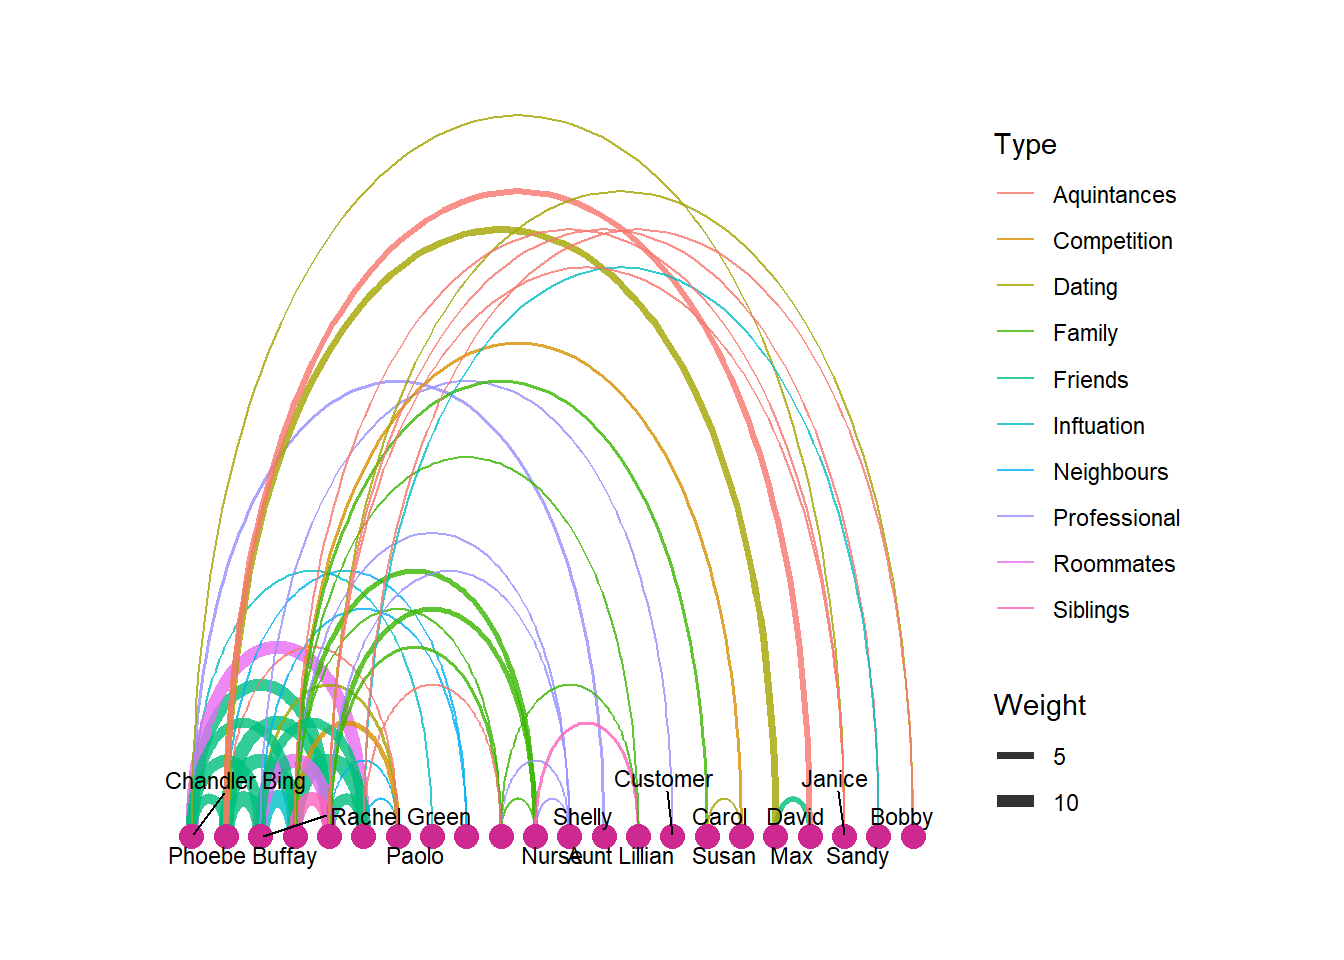 Type
Aquintances
Competition
Dating
Family
Friends
Inftuation
Neighbours
Professional
Roommates
Siblings
Weight
5
10
Chandler Bing
Customer
Janice
Rachel Green
Shelly
Carol
David
Bobby
Phoebe Buffay
Paolo
Nurse
Aunt Lillian
Susan
Max
Sandy